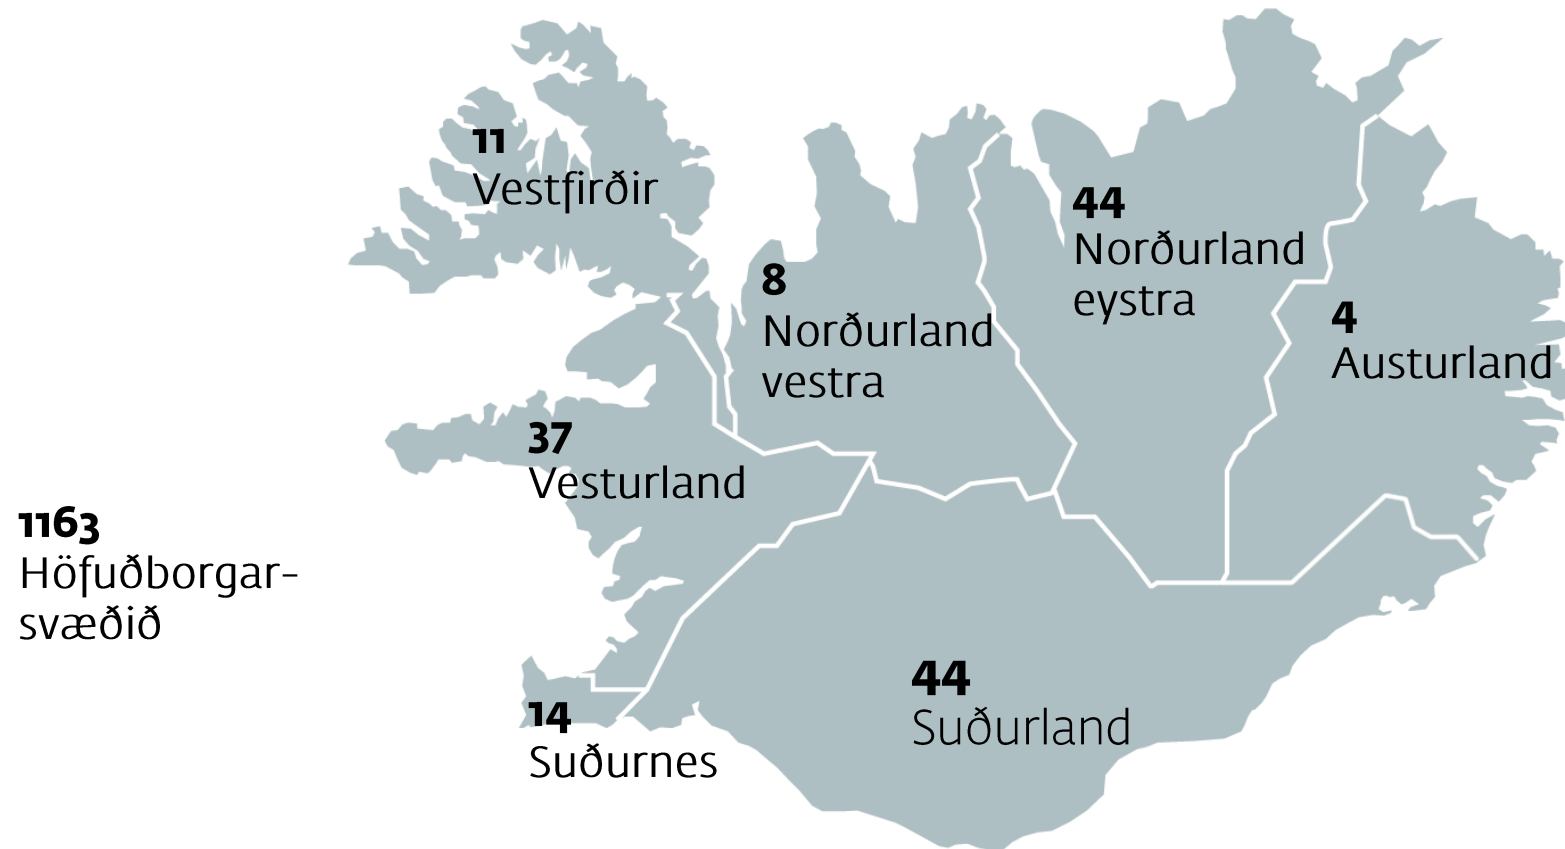 11
Vestfirðir
44
Norðurland
eystra
8
Norðurland
vestra
4
Austurland
37
Vesturland
1163
Höfuðborgar-
svæðið
44
Suðurland
14
Suðurnes